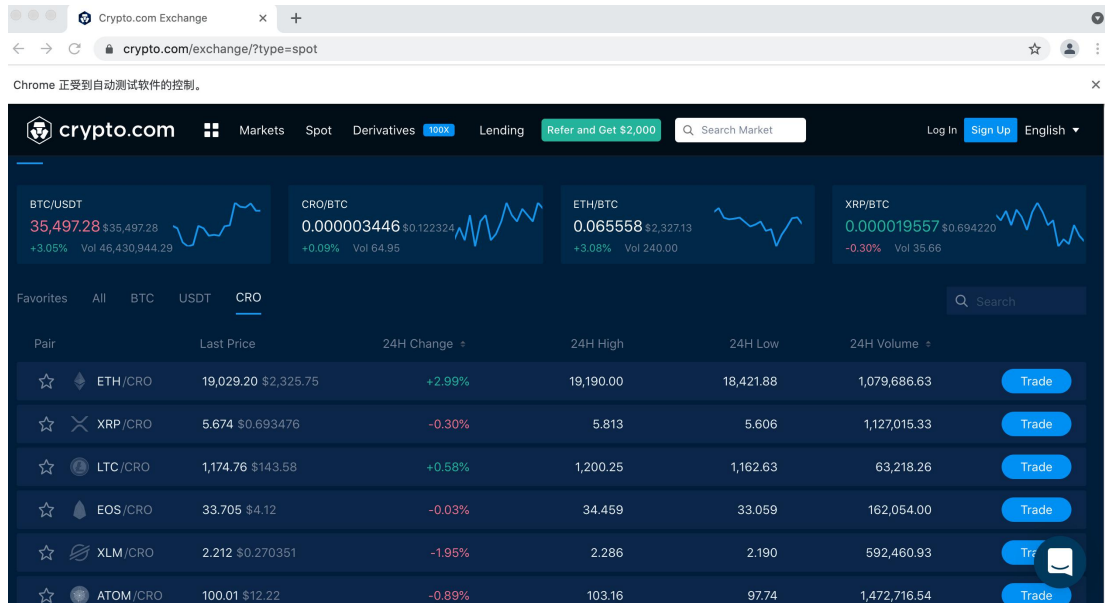 Crypto.com Exchange
crypto.com/exchange/?type=spot
Chrome 正受到自动测试软件的控制。
crypto.com Markets Spot Derivatives 100X Lending Refer and Get $2,000 Search Market Log In Sign Up English
BTC/USDT CRO/BTC ETH/BTC XRP/BTC
35,497.28 $35,497.28 0.000003446 $0.122324 0.065558 $2,327.13 0.000019557 $0.694220
+3.05% Vol 46,430,944.29 +0.09% Vol 64.95 +3.08% Vol 240.00 -0.30% Vol 35.66
Favorites All BTC USDT CRO Search
Pair Last Price 24H Change 24H High 24H Low 24H Volume
ETH/CRO 19,029.20 $2,325.75 +2.99% 19,190.00 18,421.88 1,079,686.63 Trade
XRP/CRO 5.674 $0.693476 -0.30% 5.813 5.606 1,127,015.33 Trade
LTC/CRO 1,174.76 $143.58 +0.58% 1,200.25 1,162.63 63,218.26 Trade
EOS/CRO 33.705 $4.12 -0.03% 34.459 33.059 162,054.00 Trade
XLM/CRO 2.212 $0.270351 -1.95% 2.286 2.190 592,460.93 Tra
ATOM/CRO 100.01 $12.22 -0.89% 103.16 97.74 1,472,716.54 Trade